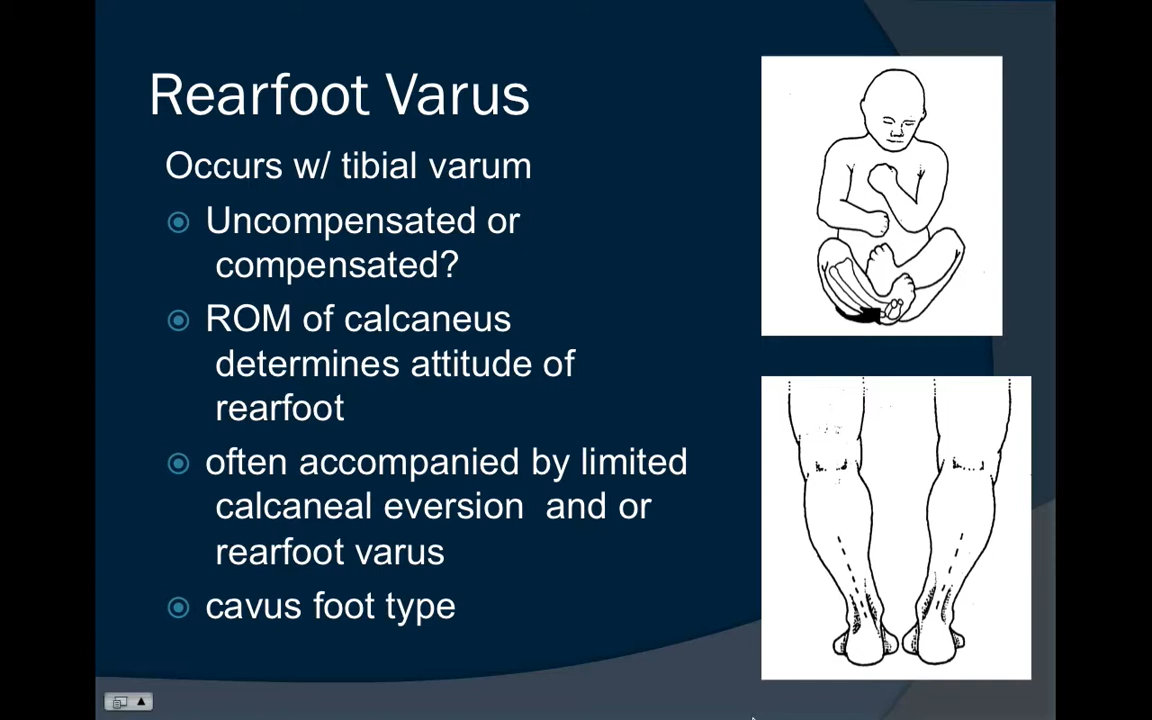 Rearfoot Varus
Occurs w/ tibial varum
Uncompensated or
compensated?
ROM of calcaneus
determines attitude of
rearfoot
often accompanied by limited
calcaneal eversion  and or
rearfoot varus
cavus foot type